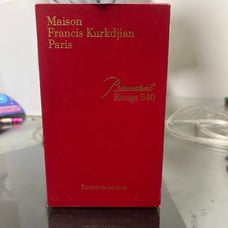 Maison
Francis Kurkdjian
Paris
Baccarat
Rouge 540
Extrait de parfum